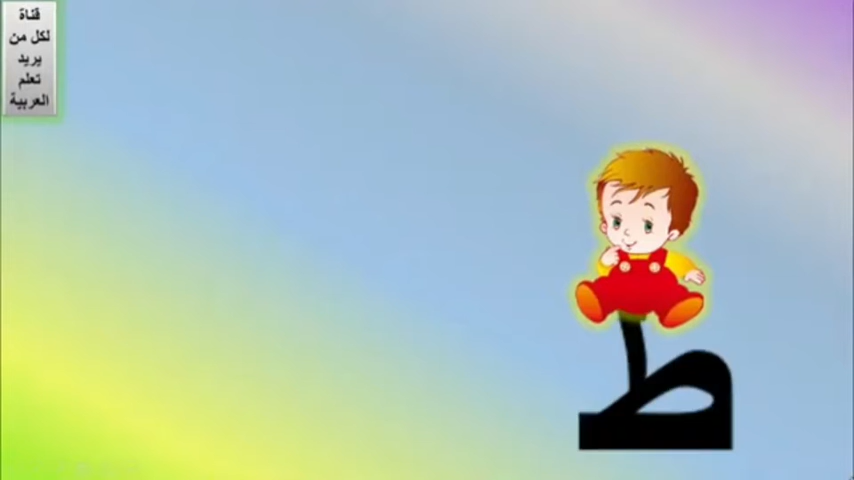 قناة
لكل من
يريد
تعلم
العربية
ط